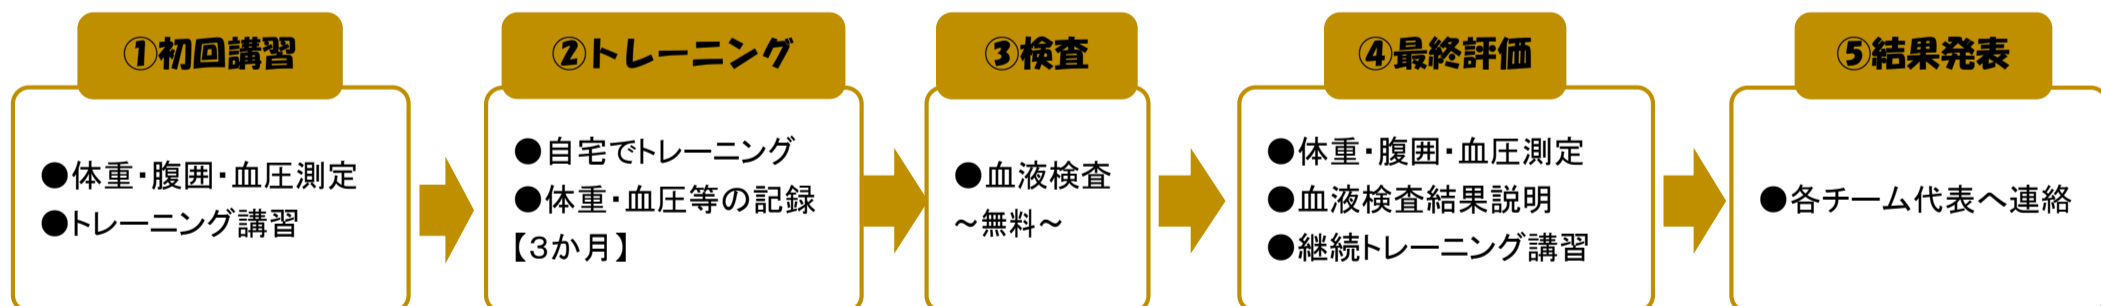 ①初回講習
●体重・腹囲・血圧測定
●トレーニング講習
②トレーニング
●自宅でトレーニング
●体重・血圧等の記録
【3か月】
③検査
●血液検査
~無料~
④最終評価
●体重・腹囲・血圧測定
●血液検査結果説明
●継続トレーニング講習
⑤結果発表
●各チーム代表へ連絡